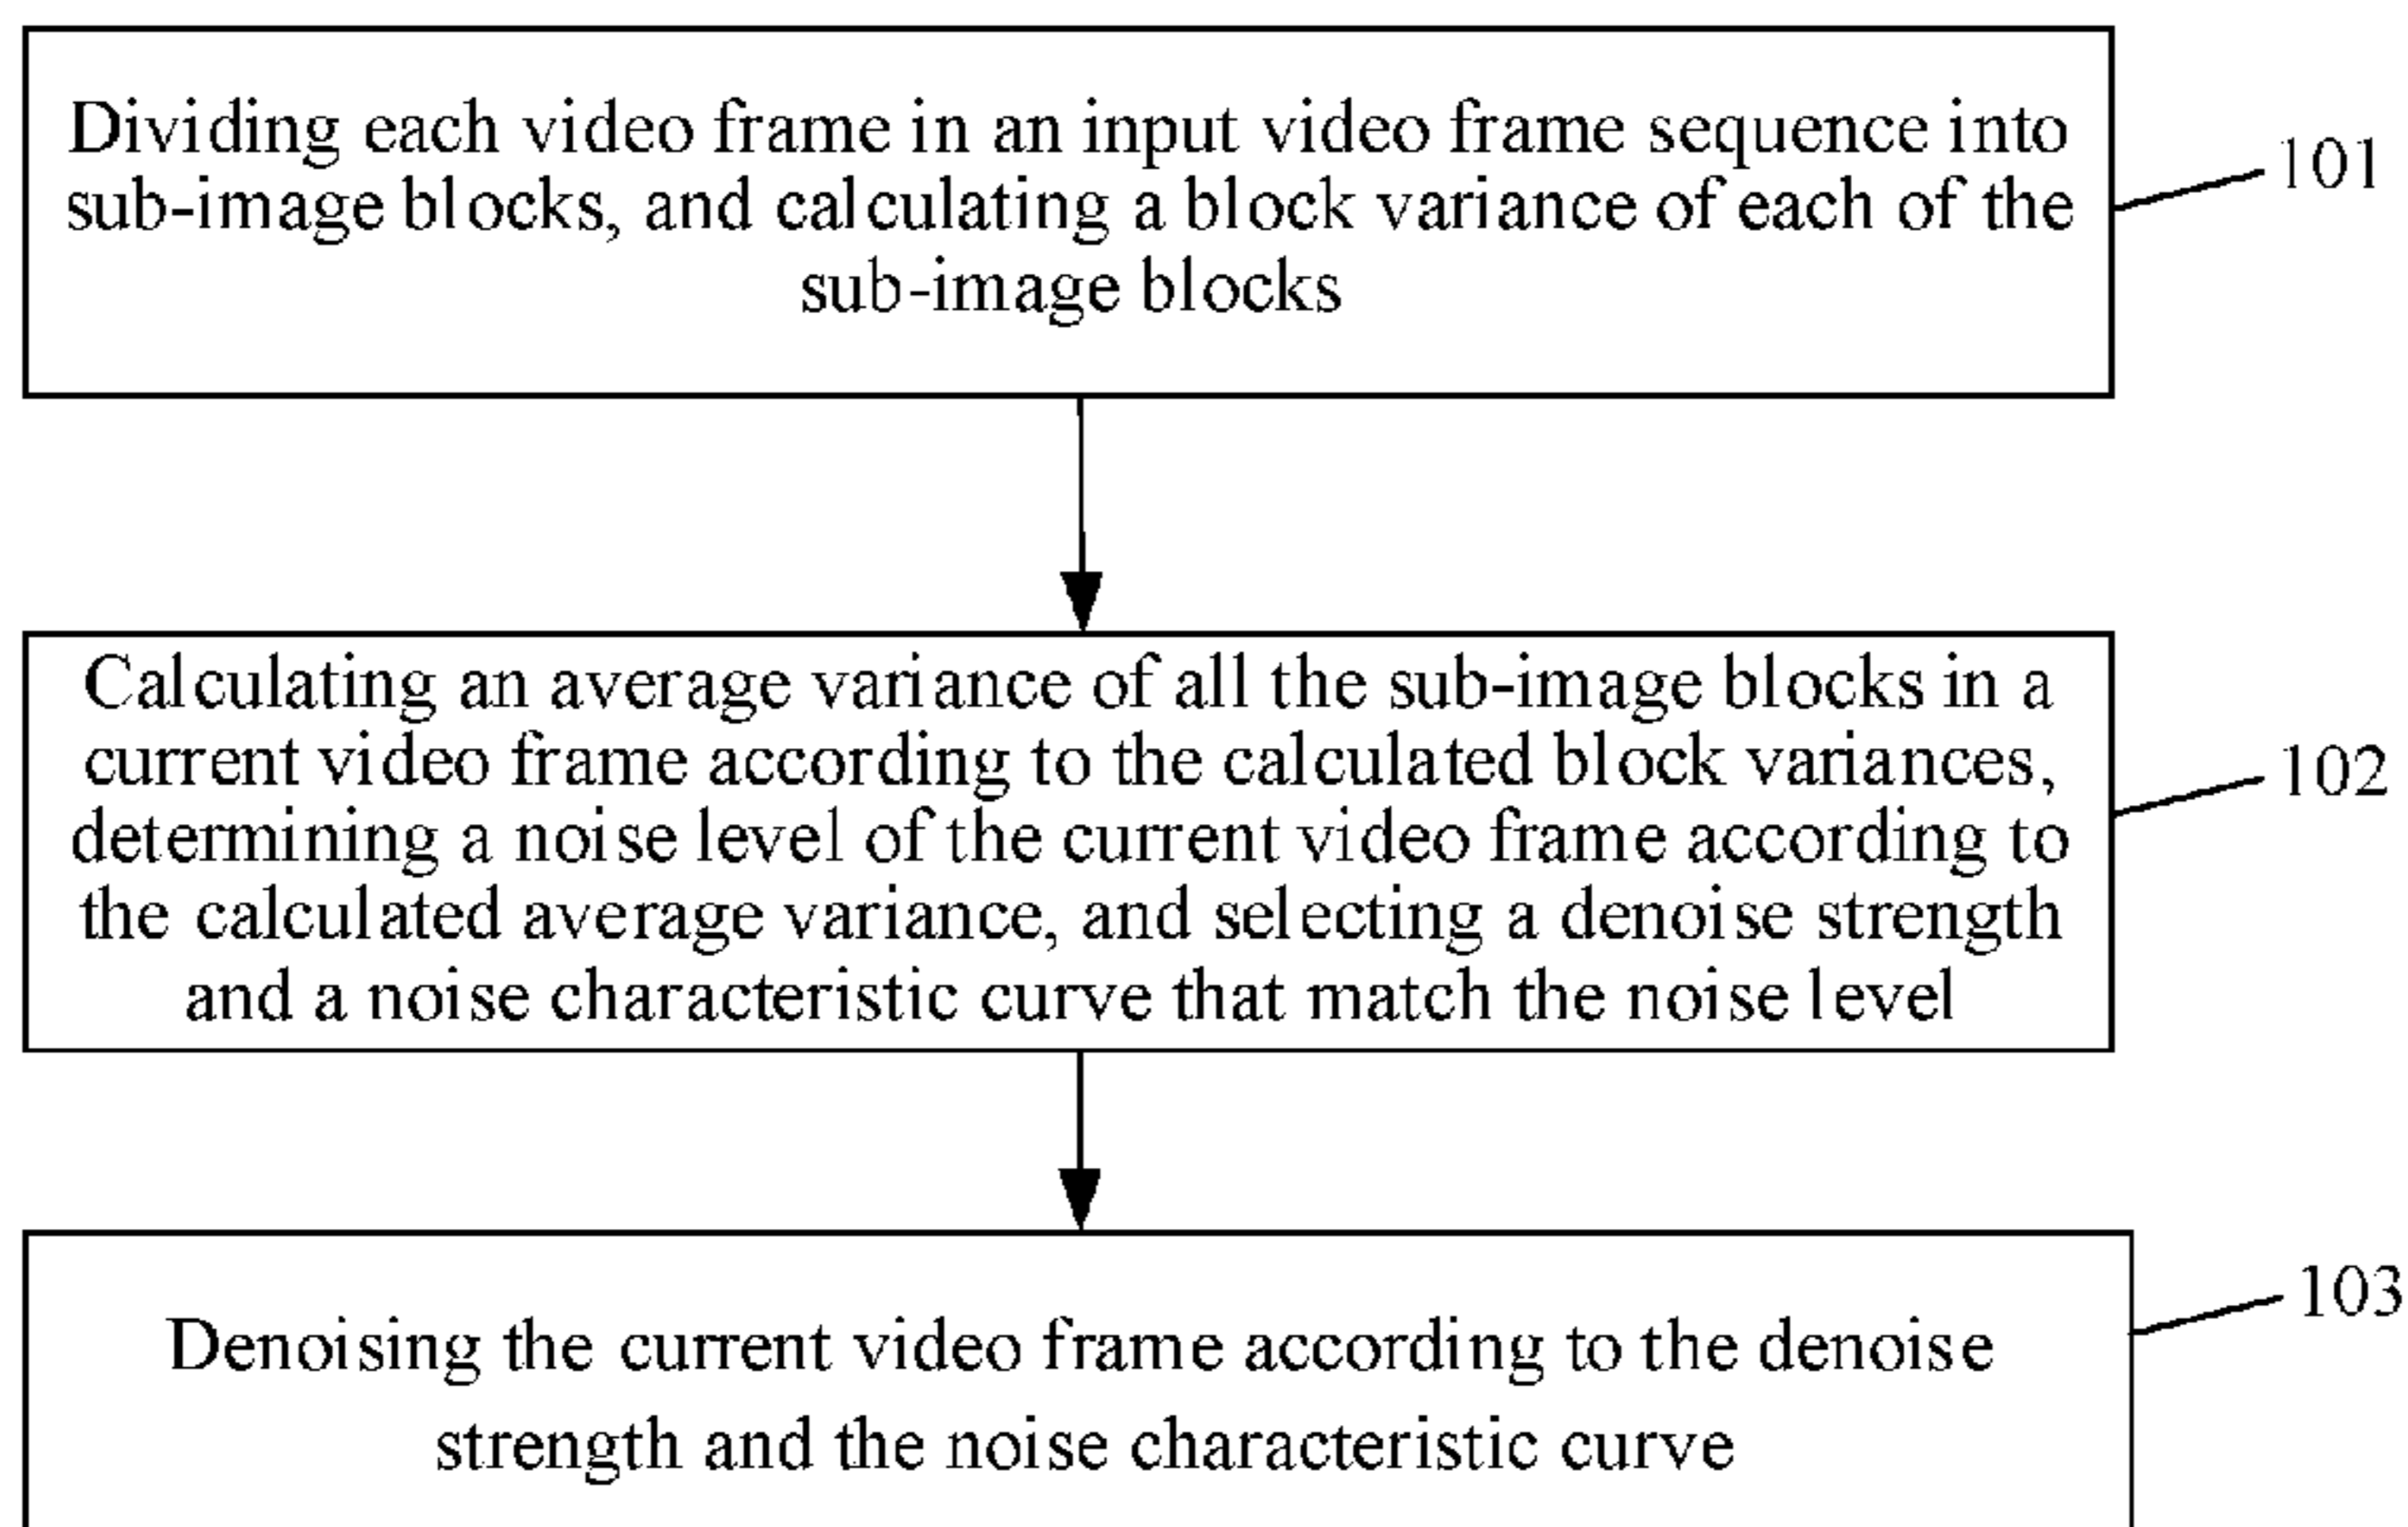 Dividing each video frame in an input video frame sequence into
sub-image blocks, and calculating a block variance of each of the
sub-image blocks
101
Calculating an average variance of all the sub-image blocks in a
current video frame according to the calculated block variances,
determining a noise level of the current video frame according to
the calculated average variance, and selecting a denoise strength
and a noise characteristic curve that match the noise level
102
Denoising the current video frame according to the denoise
strength and the noise characteristic curve
103